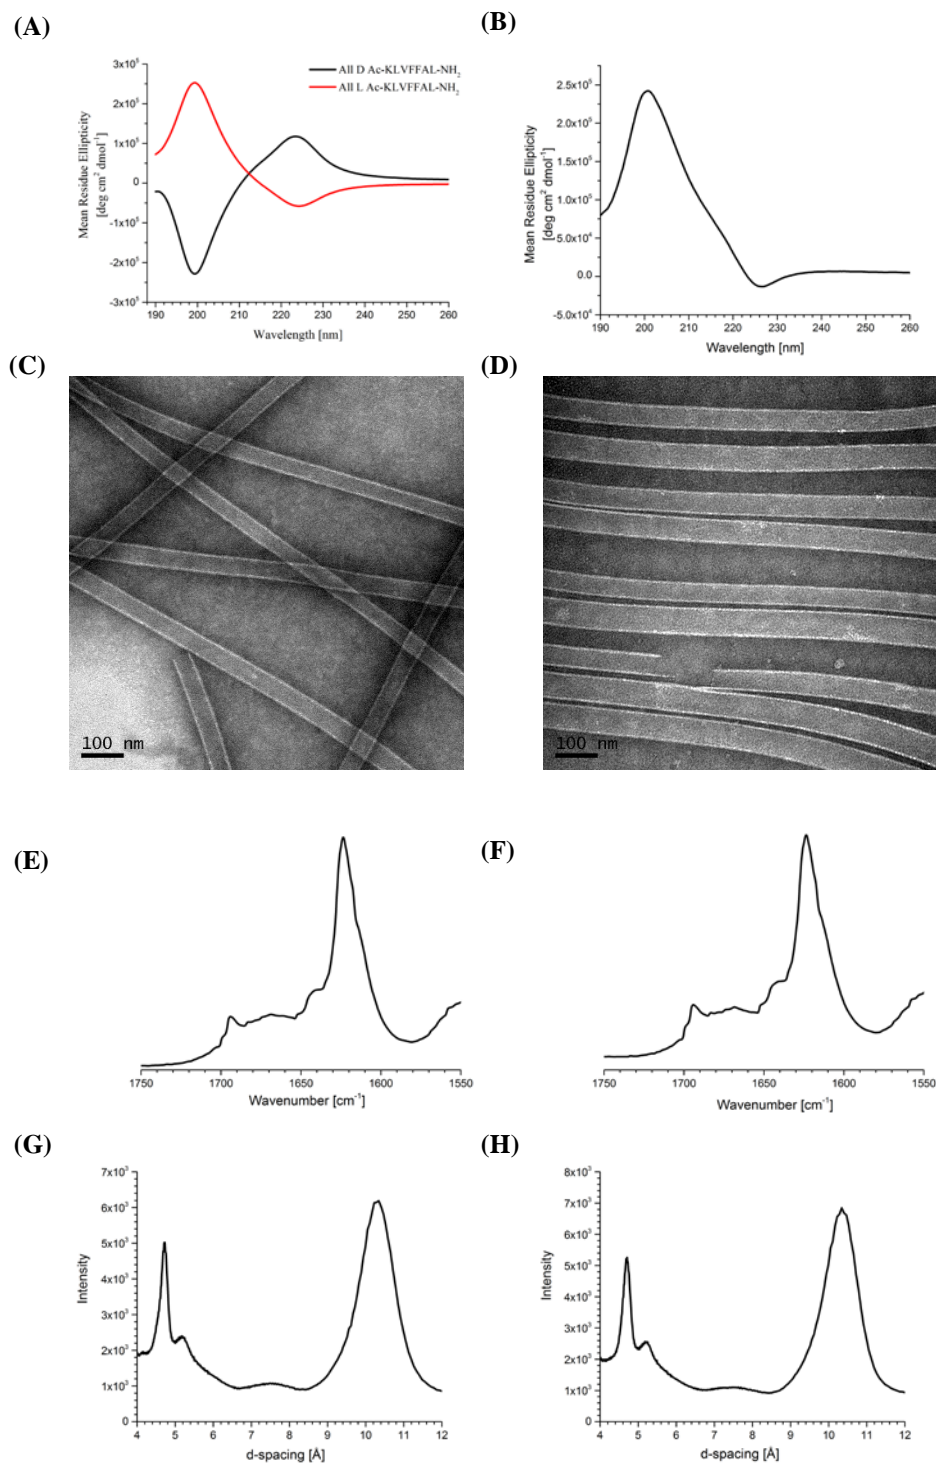 (A)
(B)
All D Ac-KLVFFAL-NH₂
All L Ac-KLVFFAL-NH₂
3x10⁵
2x10⁵
1x10⁵
0
-1x10⁵
-2x10⁵
-3x10⁵
Mean Residue Ellipticity
[deg cm² dmol⁻¹]
190 200 210 220 230 240 250 260
Wavelength [nm]
2.5x10⁵
2.0x10⁵
1.5x10⁵
1.0x10⁵
5.0x10⁴
0.0
-5.0x10⁴
Mean Residue Ellipticity
[deg cm² dmol⁻¹]
190 200 210 220 230 240 250 260
Wavelength [nm]
(C)
(D)
100 nm
100 nm
(E)
(F)
1750 1700 1650 1600 1550
Wavenumber [cm⁻¹]
1750 1700 1650 1600 1550
Wavenumber [cm⁻¹]
(G)
(H)
7x10³
6x10³
5x10³
4x10³
3x10³
2x10³
1x10³
0
Intensity
4 5 6 7 8 9 10 11 12
d-spacing [Å]
8x10³
7x10³
6x10³
5x10³
4x10³
3x10³
2x10³
1x10³
0
Intensity
4 5 6 7 8 9 10 11 12
d-spacing [Å]